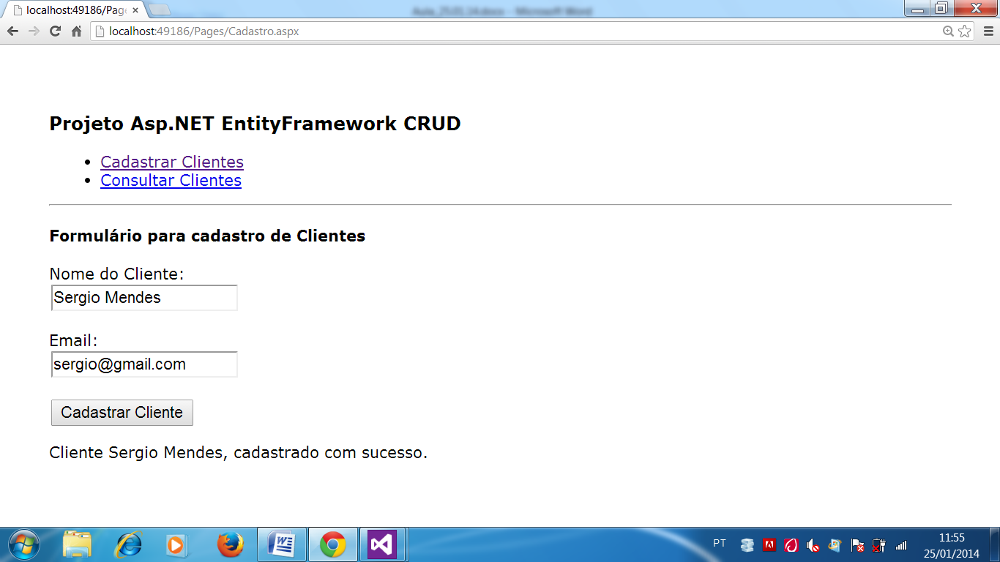 Aula_25.01.14.docx - Microsoft Word
localhost:49186/Page
localhost:49186/Pages/Cadastro.aspx
Projeto Asp.NET EntityFramework CRUD
Cadastrar Clientes
Consultar Clientes
Formulário para cadastro de Clientes
Nome do Cliente:
Sergio Mendes
Email:
sergio@gmail.com
Cadastrar Cliente
Cliente Sergio Mendes, cadastrado com sucesso.
PT
11:55
25/01/2014